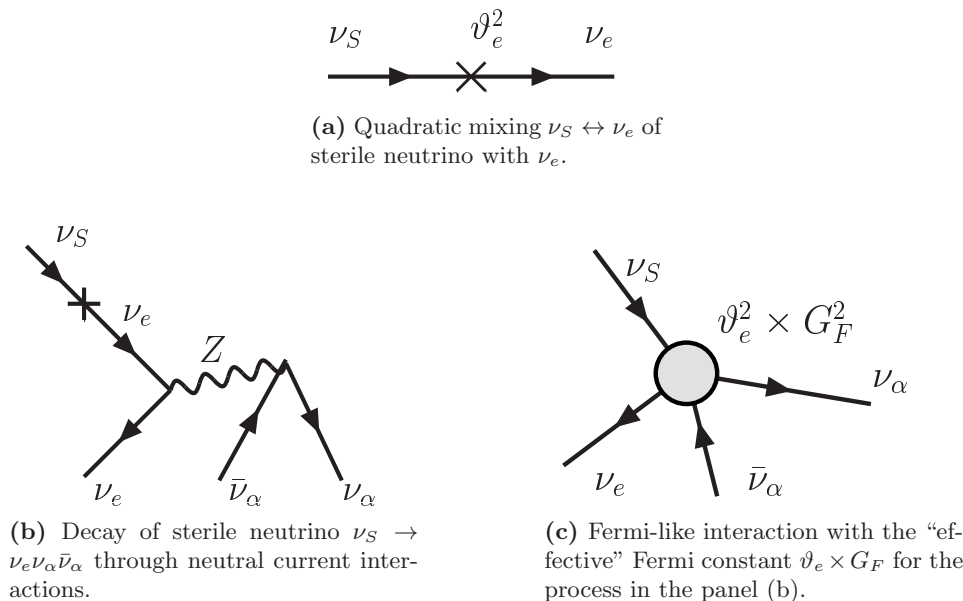 ν_S ϑ_e^2 ν_e
(a) Quadratic mixing ν_S ↔ ν_e of
sterile neutrino with ν_e.
ν_S
ν_e
Z
ν_e ν̄_α ν_α
(b) Decay of sterile neutrino ν_S →
ν_e ν_α ν̄_α through neutral current inter-
actions.
ν_S
ϑ_e^2 × G_F^2
ν_α
ν_e ν̄_α
(c) Fermi-like interaction with the “ef-
fective” Fermi constant ϑ_e × G_F for the
process in the panel (b).